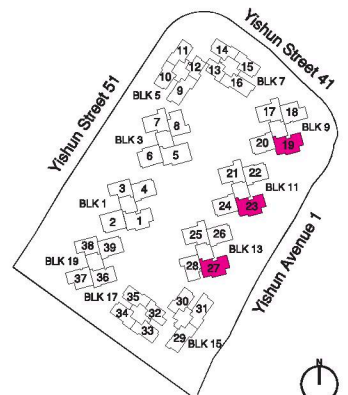 Yishun Street 41
Yishun Street 51
Yishun Avenue 1
11
12
10
9
BLK 5
14
13
15
16
BLK 7
7
8
BLK 3
6
5
17
18
BLK 9
20
19
21
22
BLK 11
24
23
3
4
BLK 1
2
1
25
26
BLK 13
28
27
38
39
BLK 19
37
36
BLK 17
35
34
32
33
30
31
29
BLK 15
N